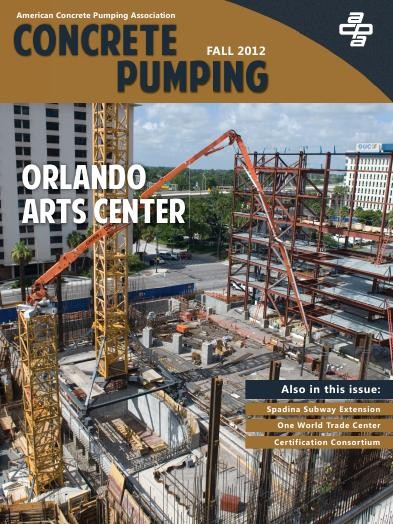 American Concrete Pumping Association
CONCRETE
FALL 2012
PUMPING
acpa
ORLANDO
ARTS CENTER
Also in this issue:
Spadina Subway Extension
One World Trade Center
Certification Consortium